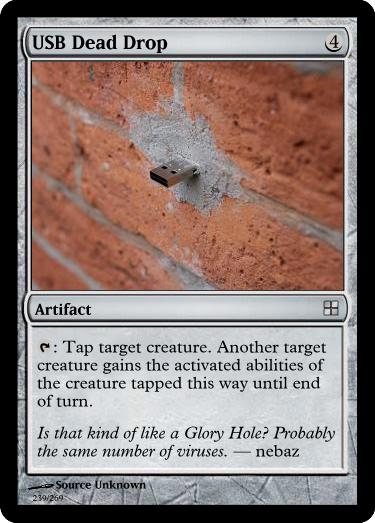 USB Dead Drop 4
Artifact
: Tap target creature. Another target
creature gains the activated abilities of
the creature tapped this way until end
of turn.
Is that kind of like a Glory Hole? Probably
the same number of viruses. — nebaz
Source Unknown
239/269